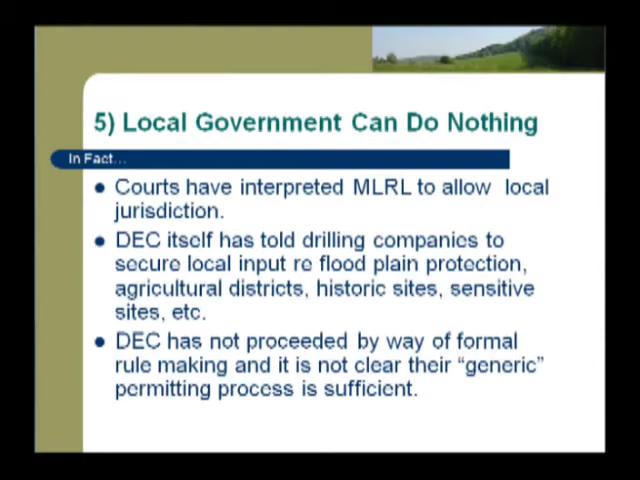 5) Local Government Can Do Nothing
In Fact...
Courts have interpreted MLRL to allow local
jurisdiction.
DEC itself has told drilling companies to
secure local input re flood plain protection,
agricultural districts, historic sites, sensitive
sites, etc.
DEC has not proceeded by way of formal
rule making and it is not clear their “generic”
permitting process is sufficient.